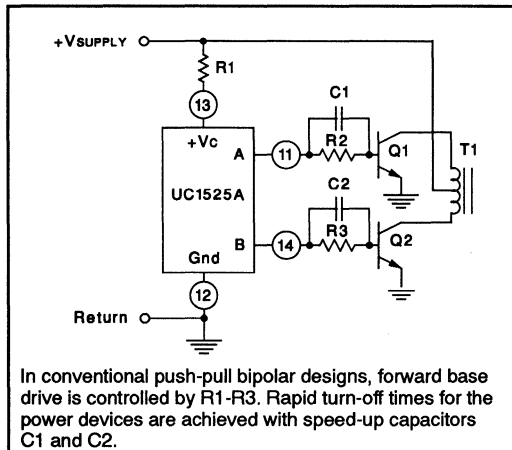 +VSUPPLY
R1
13
C1
+Vc
A
11
R2
Q1
T1
UC1525A
C2
B
14
R3
Q2
Gnd
12
Return
In conventional push-pull bipolar designs, forward base
drive is controlled by R1-R3. Rapid turn-off times for the
power devices are achieved with speed-up capacitors
C1 and C2.